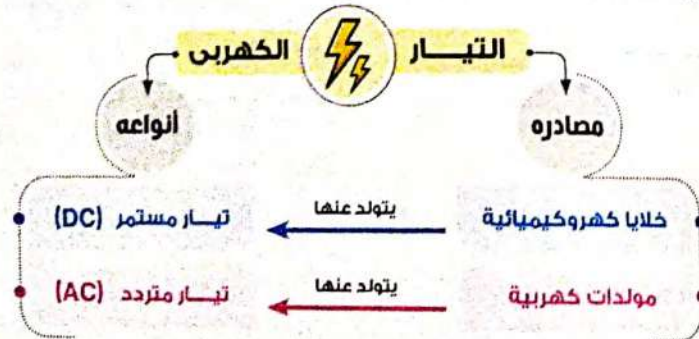 التيـــار الكهربى
مصادره
أنواعه
خلايا كهروكيميائية
يتولد عنها
تيـــار مستمر (DC)
مولدات كهربية
يتولد عنها
تيـــار متردد (AC)